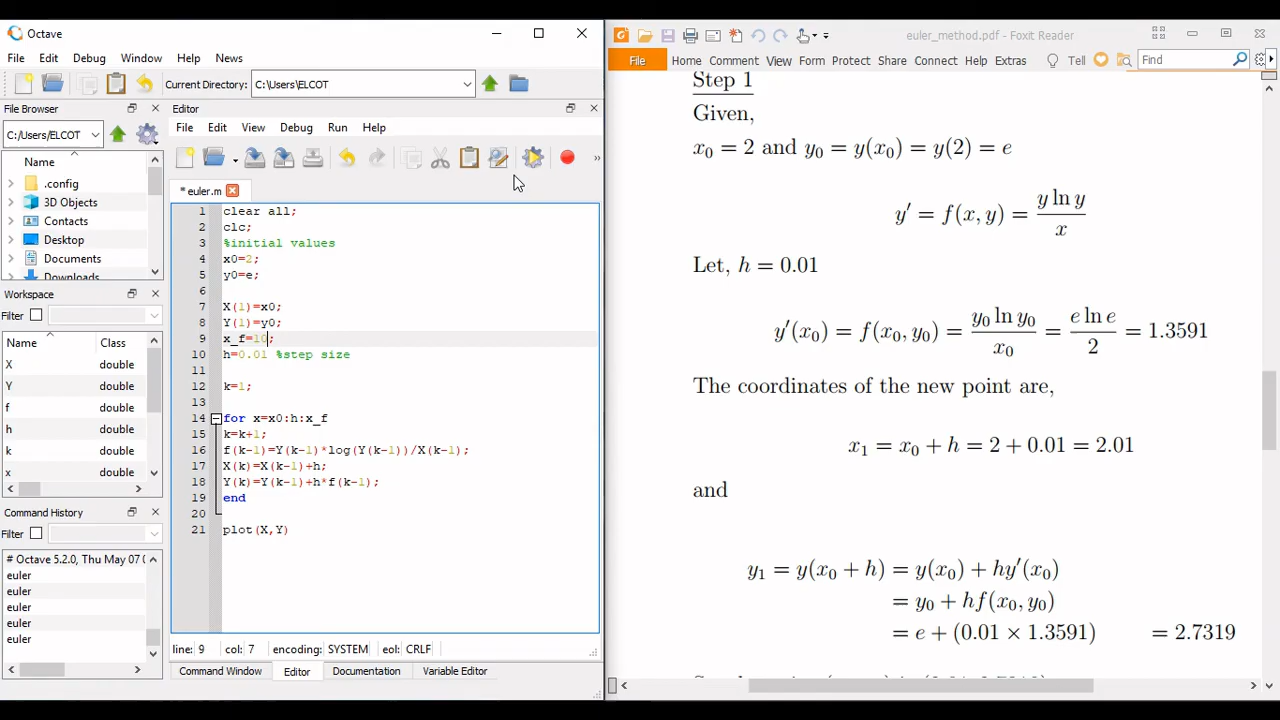 Octave
File Edit Debug Window Help News
Current Directory: C:\Users\ELCOT
File Browser
C:/Users/ELCOT
Name
.config
3D Objects
Contacts
Desktop
Documents
Downloads
Workspace
Filter
Name Class
X double
Y double
f double
h double
k double
x double
Command History
Filter
# Octave 5.2.0, Thu May 07 0
euler
euler
euler
euler
euler
Editor
File Edit View Debug Run Help
* euler.m
1 clear all;
2 clc;
3 %initial values
4 x0=2;
5 y0=e;
6
7 X(1)=x0;
8 Y(1)=y0;
9 x_f=10;
10 h=0.01 %step size
11
12 k=1;
13
14 for x=x0:h:x_f
15 k=k+1;
16 f(k-1)=Y(k-1)*log(Y(k-1))/X(k-1);
17 X(k)=X(k-1)+h;
18 Y(k)=Y(k-1)+h*f(k-1);
19 end
20
21 plot(X,Y)
line: 9 col: 7 encoding: SYSTEM eol: CRLF
Command Window Editor Documentation Variable Editor
euler_method.pdf - Foxit Reader
File Home Comment View Form Protect Share Connect Help Extras Tell Find
Step 1
Given,
x₀ = 2 and y₀ = y(x₀) = y(2) = e
y′ = f(x, y) = y ln y / x
Let, h = 0.01
y′(x₀) = f(x₀, y₀) = y₀ ln y₀ / x₀ = e ln e / 2 = 1.3591
The coordinates of the new point are,
x₁ = x₀ + h = 2 + 0.01 = 2.01
and
y₁ = y(x₀ + h) = y(x₀) + hy′(x₀)
= y₀ + hf(x₀, y₀)
= e + (0.01 × 1.3591) = 2.7319